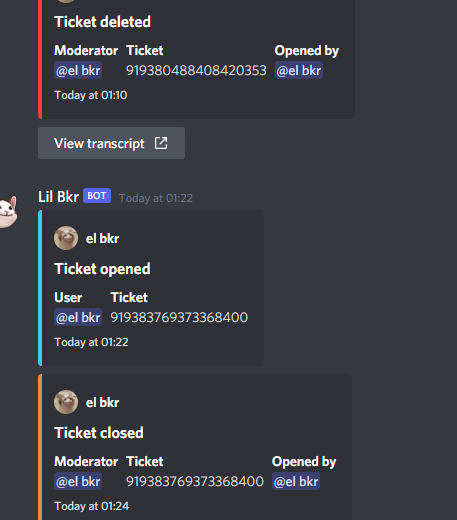 Ticket deleted
Moderator Ticket Opened by
@el bkr 919380488408420353 @el bkr
Today at 01:10
View transcript
Lil Bkr BOT Today at 01:22
el bkr
Ticket opened
User Ticket
@el bkr 919383769373368400
Today at 01:22
el bkr
Ticket closed
Moderator Ticket Opened by
@el bkr 919383769373368400 @el bkr
Today at 01:24